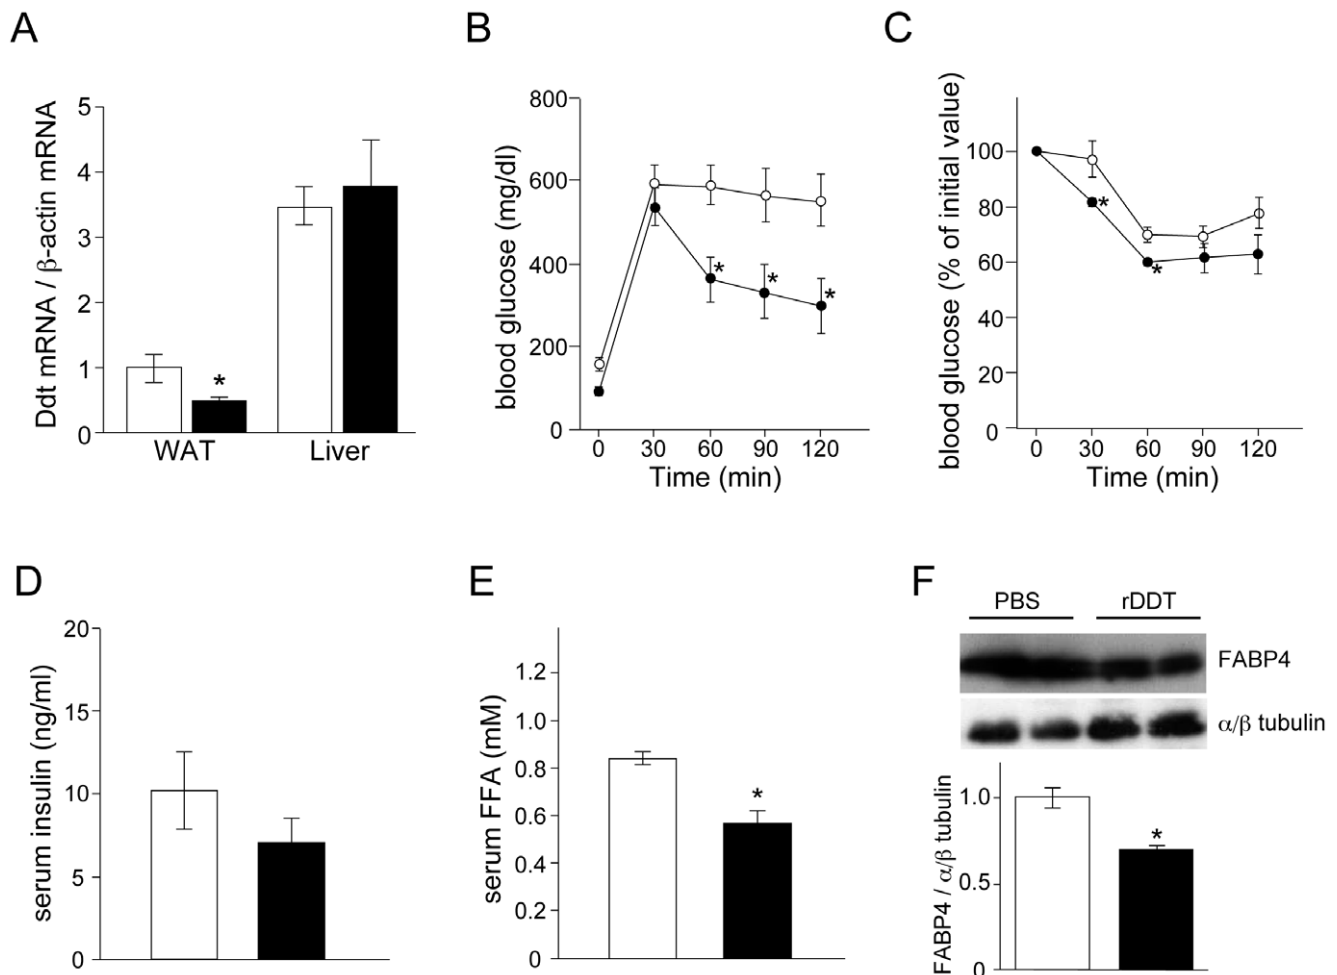 A
Ddt mRNA / β-actin mRNA
5
4
3
2
1
0
*
WAT
Liver
B
blood glucose (mg/dl)
800
600
400
200
0
*
*
*
0 30 60 90 120
Time (min)
C
blood glucose (% of initial value)
100
80
60
40
20
0
*
*
0 30 60 90 120
Time (min)
D
serum insulin (ng/ml)
20
15
10
5
0
E
serum FFA (mM)
1.2
1.0
0.8
0.6
0.4
0.2
0
*
F
PBS
rDDT
FABP4
α/β tubulin
FABP4 / α/β tubulin
1.0
0.5
0
*